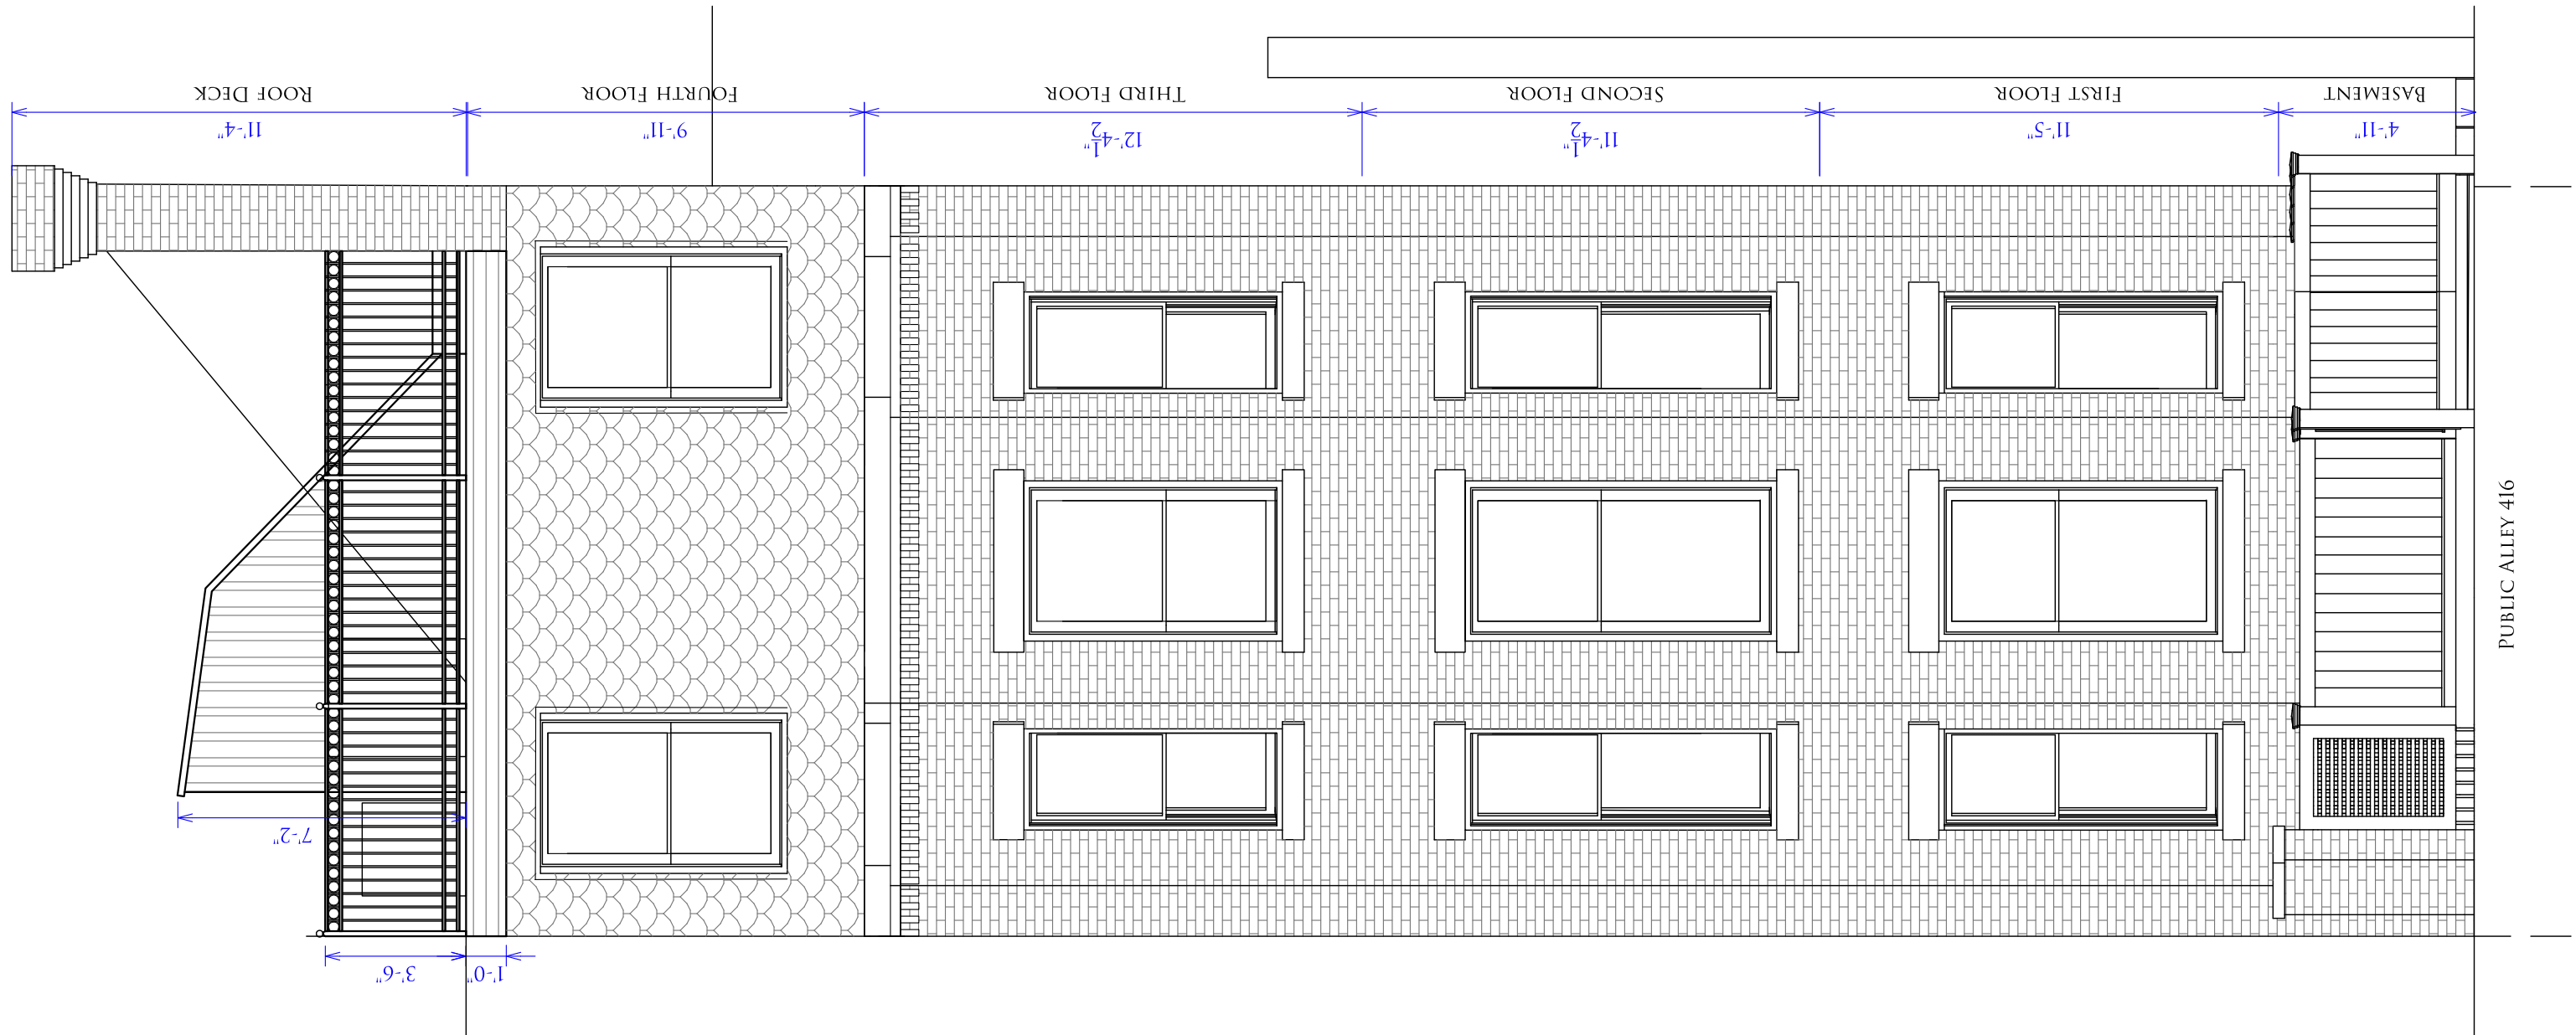 ROOF DECK
11'-4"
FOURTH FLOOR
9'-11"
THIRD FLOOR
12'-4½"
SECOND FLOOR
11'-4½"
FIRST FLOOR
11'-5"
BASEMENT
4'-11"
7'-2"
3'-6"
1'-0"
PUBLIC ALLEY 416